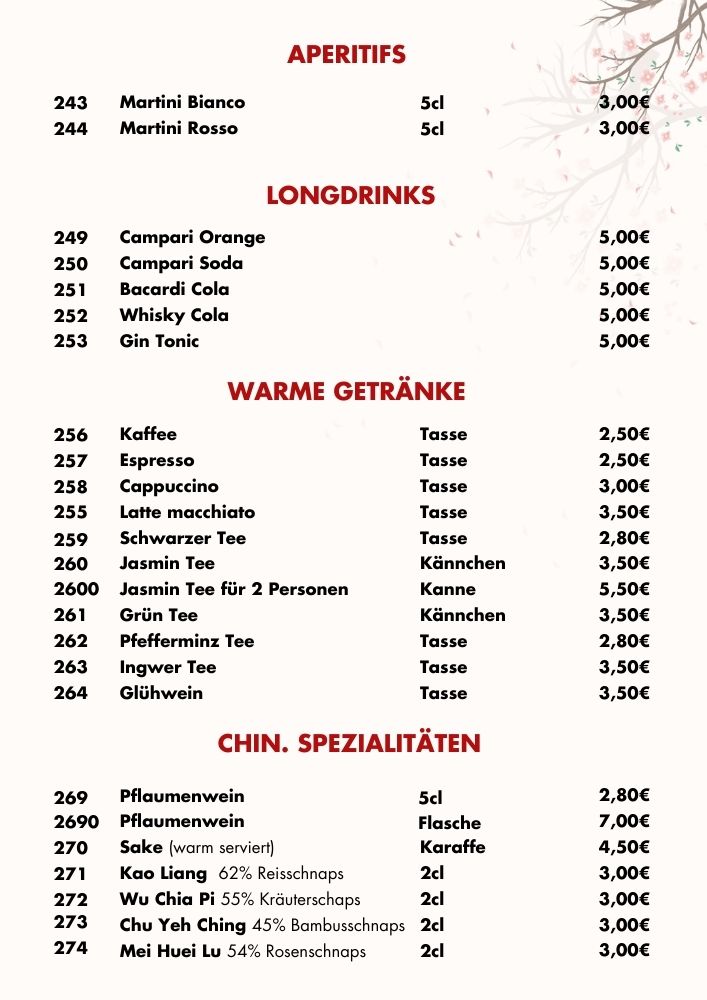 APERITIFS
243 Martini Bianco 5cl 3,00€
244 Martini Rosso 5cl 3,00€
LONGDRINKS
249 Campari Orange 5,00€
250 Campari Soda 5,00€
251 Bacardi Cola 5,00€
252 Whisky Cola 5,00€
253 Gin Tonic 5,00€
WARME GETRÄNKE
256 Kaffee Tasse 2,50€
257 Espresso Tasse 2,50€
258 Cappuccino Tasse 3,00€
255 Latte macchiato Tasse 3,50€
259 Schwarzer Tee Tasse 2,80€
260 Jasmin Tee Kännchen 3,50€
2600 Jasmin Tee für 2 Personen Kanne 5,50€
261 Grün Tee Kännchen 3,50€
262 Pfefferminz Tee Tasse 2,80€
263 Ingwer Tee Tasse 3,50€
264 Glühwein Tasse 3,50€
CHIN. SPEZIALITÄTEN
269 Pflaumenwein 5cl 2,80€
2690 Pflaumenwein Flasche 7,00€
270 Sake (warm serviert) Karaffe 4,50€
271 Kao Liang 62% Reisschnaps 2cl 3,00€
272 Wu Chia Pi 55% Kräuterschaps 2cl 3,00€
273 Chu Yeh Ching 45% Bambusschnaps 2cl 3,00€
274 Mei Huei Lu 54% Rosenschnaps 2cl 3,00€